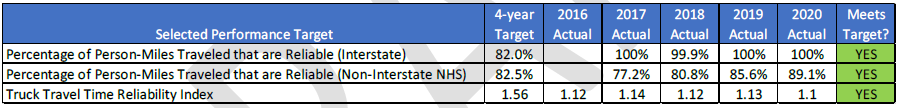 Selected Performance Target 4-year Target 2016 Actual 2017 Actual 2018 Actual 2019 Actual 2020 Actual Meets Target?
Percentage of Person-Miles Traveled that are Reliable (Interstate) 82.0% 100% 99.9% 100% 100% YES
Percentage of Person-Miles Traveled that are Reliable (Non-Interstate NHS) 82.5% 77.2% 80.8% 85.6% 89.1% YES
Truck Travel Time Reliability Index 1.56 1.12 1.14 1.12 1.13 1.1 YES